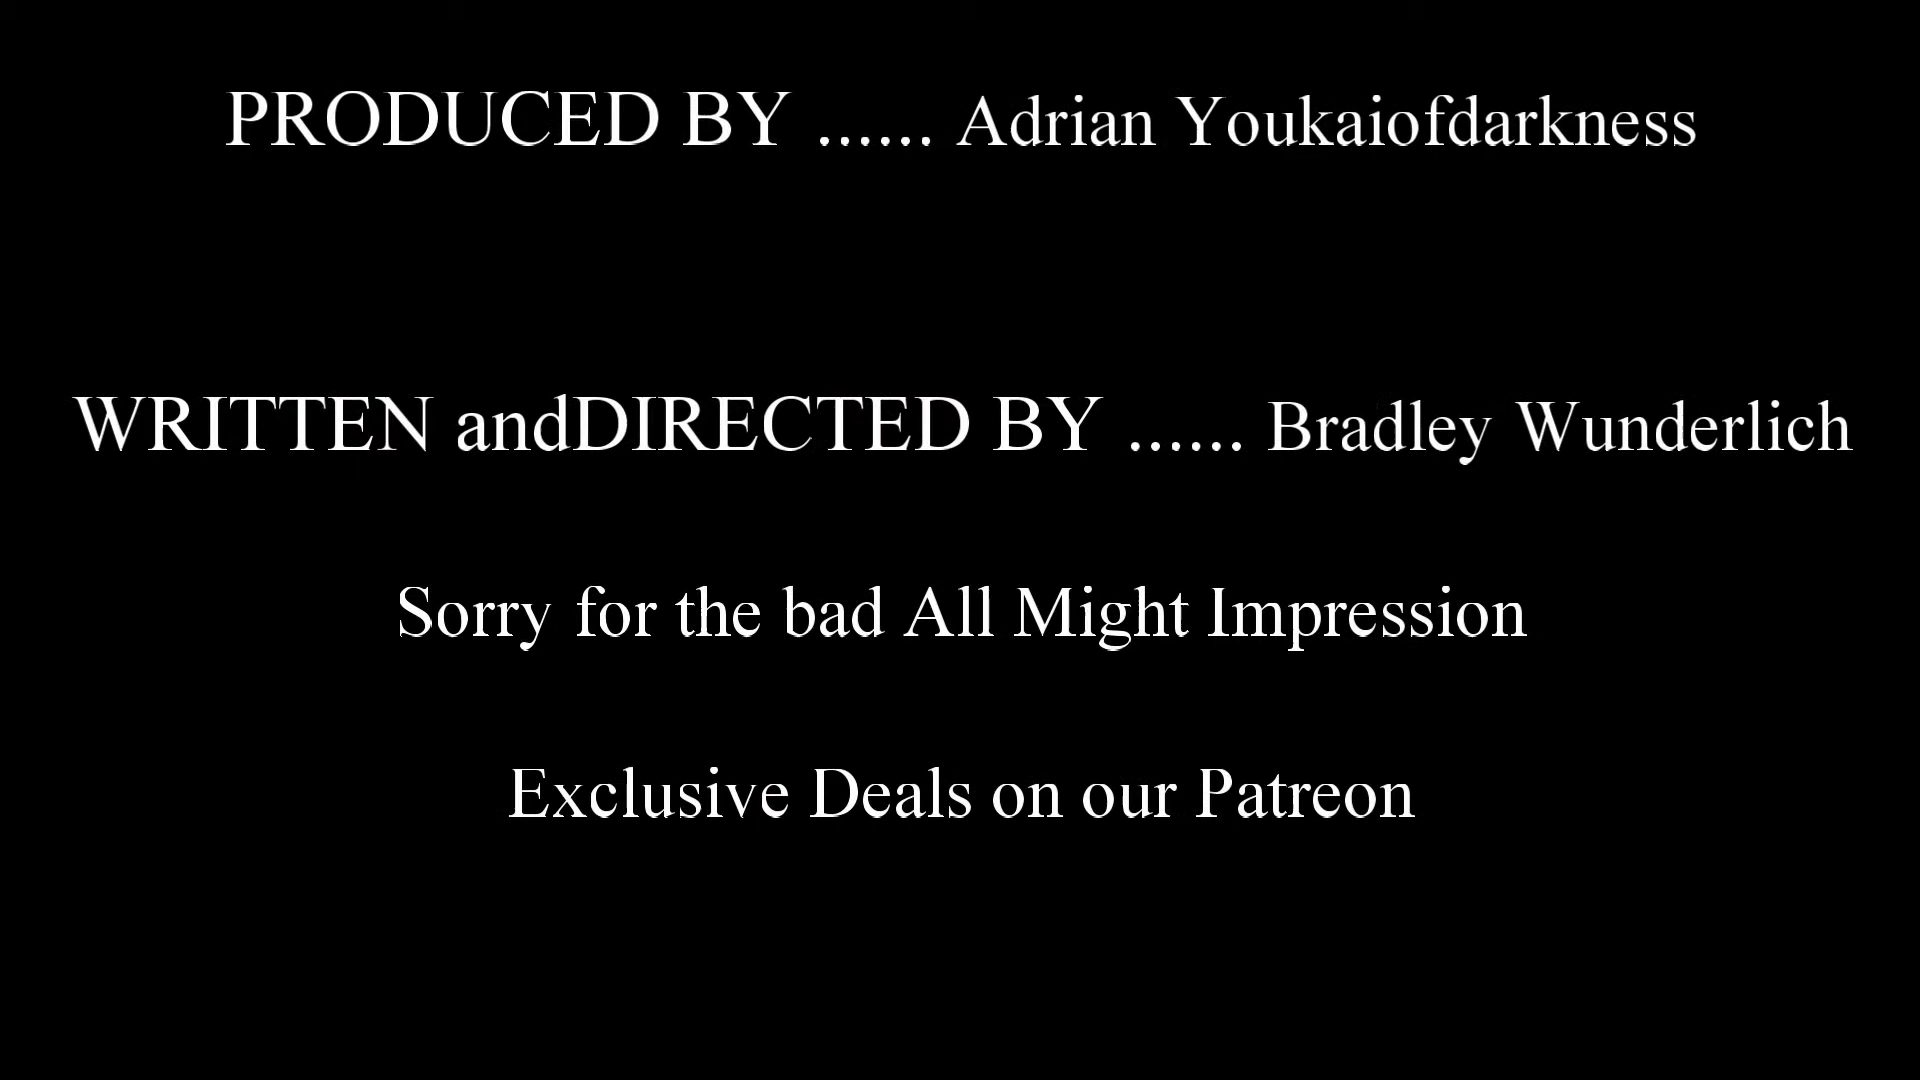 PRODUCED BY ...... Adrian Youkaiofdarkness
WRITTEN andDIRECTED BY ...... Bradley Wunderlich
Sorry for the bad All Might Impression
Exclusive Deals on our Patreon